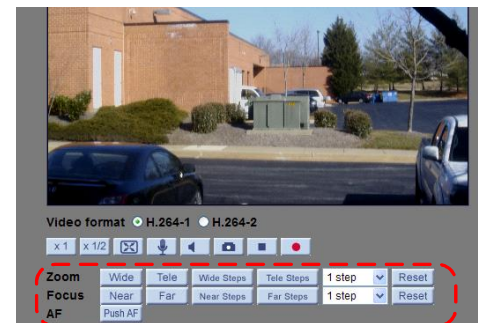 Video format H.264-1 H.264-2
x 1 x 1/2
Zoom Wide Tele Wide Steps Tele Steps 1 step Reset
Focus Near Far Near Steps Far Steps 1 step Reset
AF Push AF